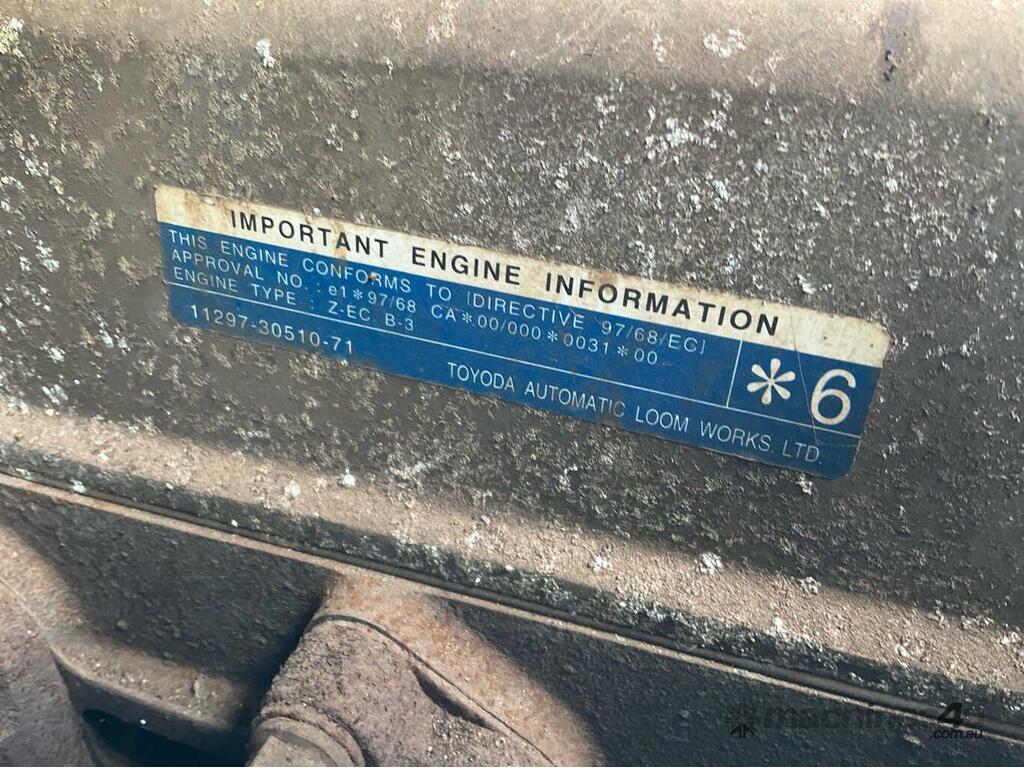 IMPORTANT ENGINE INFORMATION
THIS ENGINE CONFORMS TO [DIRECTIVE 97/68/EC]
APPROVAL NO. : e1*97/68 CA*00/000*0031*00
ENGINE TYPE : Z-EC B-3
*6
11297-30510-71
TOYODA AUTOMATIC LOOM WORKS, LTD.
machines4u
.com.au